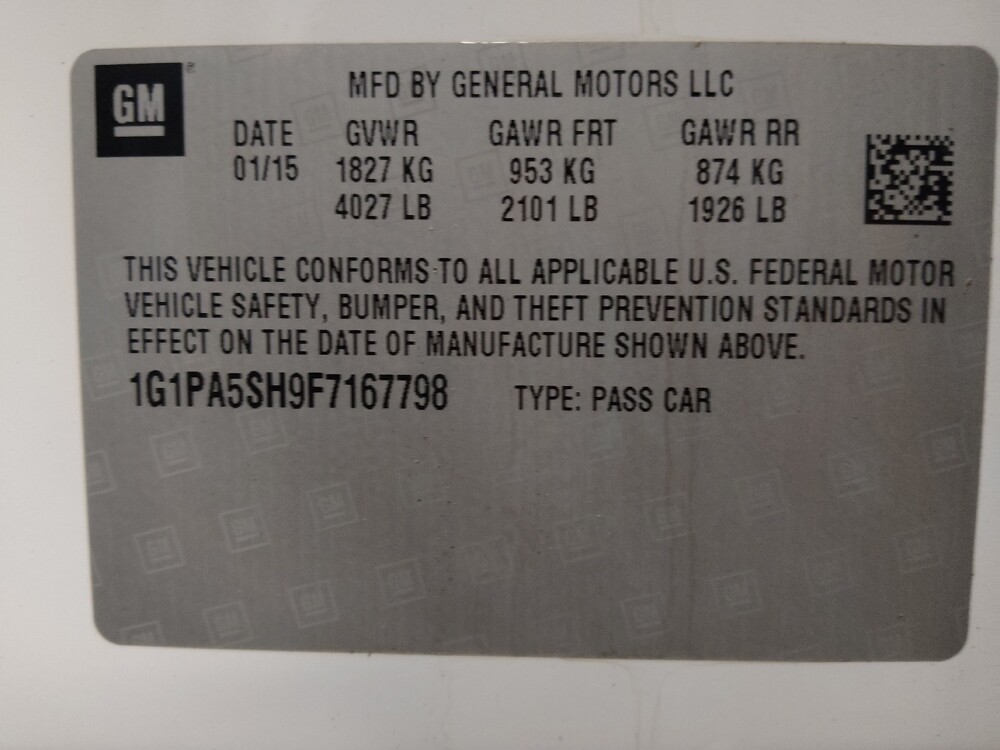 GM
MFD BY GENERAL MOTORS LLC
DATE GVWR GAWR FRT GAWR RR
01/15 1827 KG 953 KG 874 KG
4027 LB 2101 LB 1926 LB
THIS VEHICLE CONFORMS TO ALL APPLICABLE U.S. FEDERAL MOTOR
VEHICLE SAFETY, BUMPER, AND THEFT PREVENTION STANDARDS IN
EFFECT ON THE DATE OF MANUFACTURE SHOWN ABOVE.
1G1PA5SH9F7167798 TYPE: PASS CAR